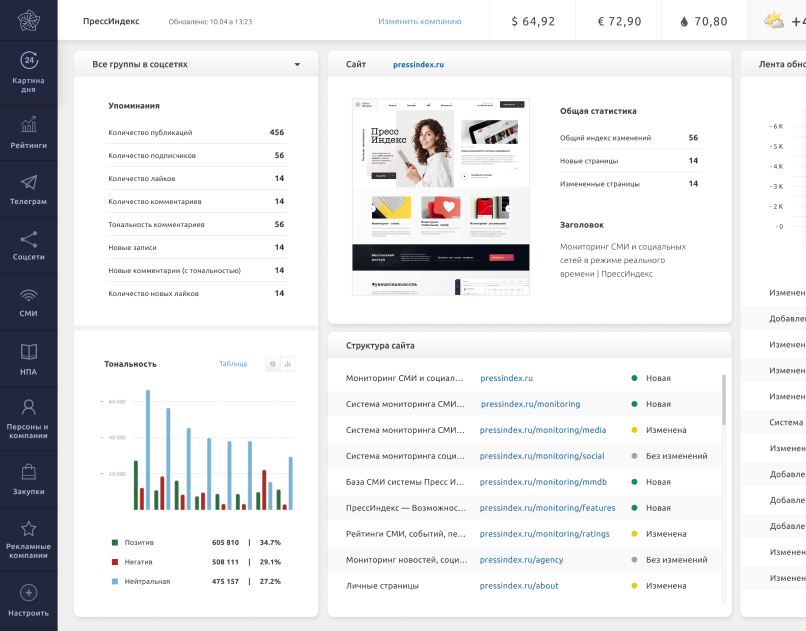 24
Картина
дня
Рейтинги
Телеграм
Соцсети
СМИ
НПА
Персоны и
компании
Закупки
Рекламные
компании
Настроить
ПрессИндекс
Обновлено: 10.04 в 13:23
Изменить компанию
$ 64,92
€ 72,90
70,80
Все группы в соцсетях
Упоминания
Количество публикаций 456
Количество подписчиков 56
Количество лайков 14
Количество комментариев 14
Тональность комментариев 56
Новые записи 14
Новые комментарии (с тональностью) 14
Количество новых лайков 14
Тональность
Таблица
60 000
40 000
20 000
Позитив 605 810 | 34.7%
Негатив 508 111 | 29.1%
Нейтральная 475 157 | 27.2%
Сайт
pressindex.ru
Пресс
Индекс
Функциональность
Общая статистика
Общий индекс изменений 56
Новые страницы 14
Измененные страницы 14
Заголовок
Мониторинг СМИ и социальных
сетей в режиме реального
времени | ПрессИндекс
Структура сайта
Мониторинг СМИ и социал... pressindex.ru Новая
Система мониторинга СМИ... pressindex.ru/monitoring Новая
Система мониторинга СМИ... pressindex.ru/monitoring/media Изменена
Система мониторинга соци... pressindex.ru/monitoring/social Без изменений
База СМИ системы Пресс И... pressindex.ru/monitoring/mmdb Новая
ПрессИндекс — Возможнос... pressindex.ru/monitoring/features Новая
Рейтинги СМИ, событий, пе... pressindex.ru/monitoring/ratings Изменена
Мониторинг новостей, соци... pressindex.ru/agency Без изменений
Личные страницы pressindex.ru/about Изменена
Лента обно
- 6 K
- 5 K
- 4 K
- 3 K
- 2 K
- 0
Изменен
Добавлен
Изменен
Изменен
Изменен
Система
Изменен
Добавле
Добавле
Добавле
Изменен
Изменен